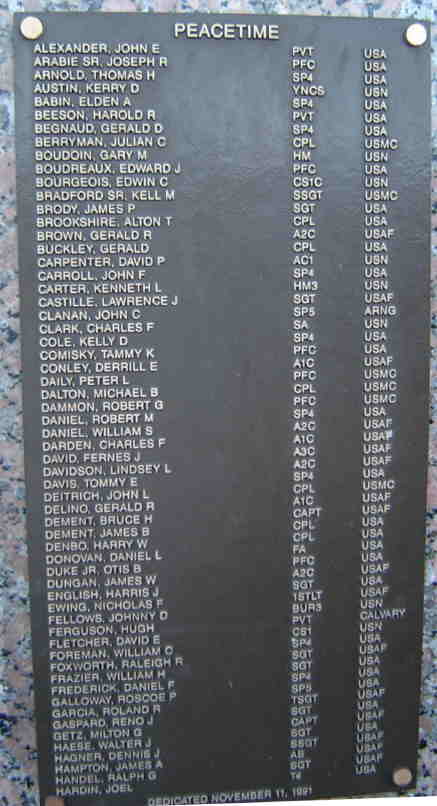 PEACETIME
ALEXANDER, JOHN E PVT USA
ARABIE SR, JOSEPH R PFC USA
ARNOLD, THOMAS H SP4 USA
AUSTIN, KERRY D YNCS USN
BABIN, ELDEN A SP4 USA
BEESON, HAROLD R PVT USA
BEGNAUD, GERALD D SP4 USA
BERRYMAN, JULIAN C CPL USMC
BOUDOIN, GARY M HM USN
BOUDREAUX, EDWARD J PFC USA
BOURGEOIS, EDWIN C CS1C USN
BRADFORD SR, KELL M SSGT USMC
BRODY, JAMES P SGT USA
BROOKSHIRE, ALTON T CPL USA
BROWN, GERALD R A2C USAF
BUCKLEY, GERALD CPL USA
CARPENTER, DAVID P AC1 USN
CARROLL, JOHN F SP4 USA
CARTER, KENNETH L HM3 USN
CASTILLE, LAWRENCE J SGT USAF
CLANAN, JOHN C SP5 ARNG
CLARK, CHARLES F SA USN
COLE, KELLY D SP4 USA
COMISKY, TAMMY K PFC USA
CONLEY, DERRILL E A1C USAF
DAILY, PETER L PFC USMC
DALTON, MICHAEL B CPL USMC
DAMMON, ROBERT G PFC USMC
DANIEL, ROBERT M SP4 USA
DANIEL, WILLIAM S A2C USAF
DARDEN, CHARLES F A1C USAF
DAVID, FERNES J A3C USAF
DAVIDSON, LINDSEY L A2C USAF
DAVIS, TOMMY E SP4 USA
DEITRICH, JOHN L CPL USMC
DELINO, GERALD R A1C USAF
DEMENT, BRUCE H CAPT USAF
DEMENT, JAMES B CPL USA
DENBO, HARRY W CPL USA
DONOVAN, DANIEL L FA USA
DUKE JR, OTIS B PFC USA
DUNGAN, JAMES W A2C USAF
ENGLISH, HARRIS J SGT USA
EWING, NICHOLAS F 1STLT USAF
FELLOWS, JOHNNY D BUR3 USN
FERGUSON, HUGH PVT CALVARY
FLETCHER, DAVID E CS1 USN
FOREMAN, WILLIAM C SP4 USA
FOXWORTH, RALEIGH R SGT USAF
FRAZIER, WILLIAM H SGT USA
FREDERICK, DANIEL F SP4 USA
GALLOWAY, ROSCOE P SP5 USA
GARCIA, ROLAND R TSGT USAF
GASPARD, RENO J SGT USA
GETZ, MILTON G CAPT USAF
HAESE, WALTER J SGT USAF
HAGNER, DENNIS J SSGT USAF
HAMPTON, JAMES A AB USAF
HANDEL, RALPH G SGT USAF
HARDIN, JOEL T4 USA
DEDICATED NOVEMBER 11, 1991